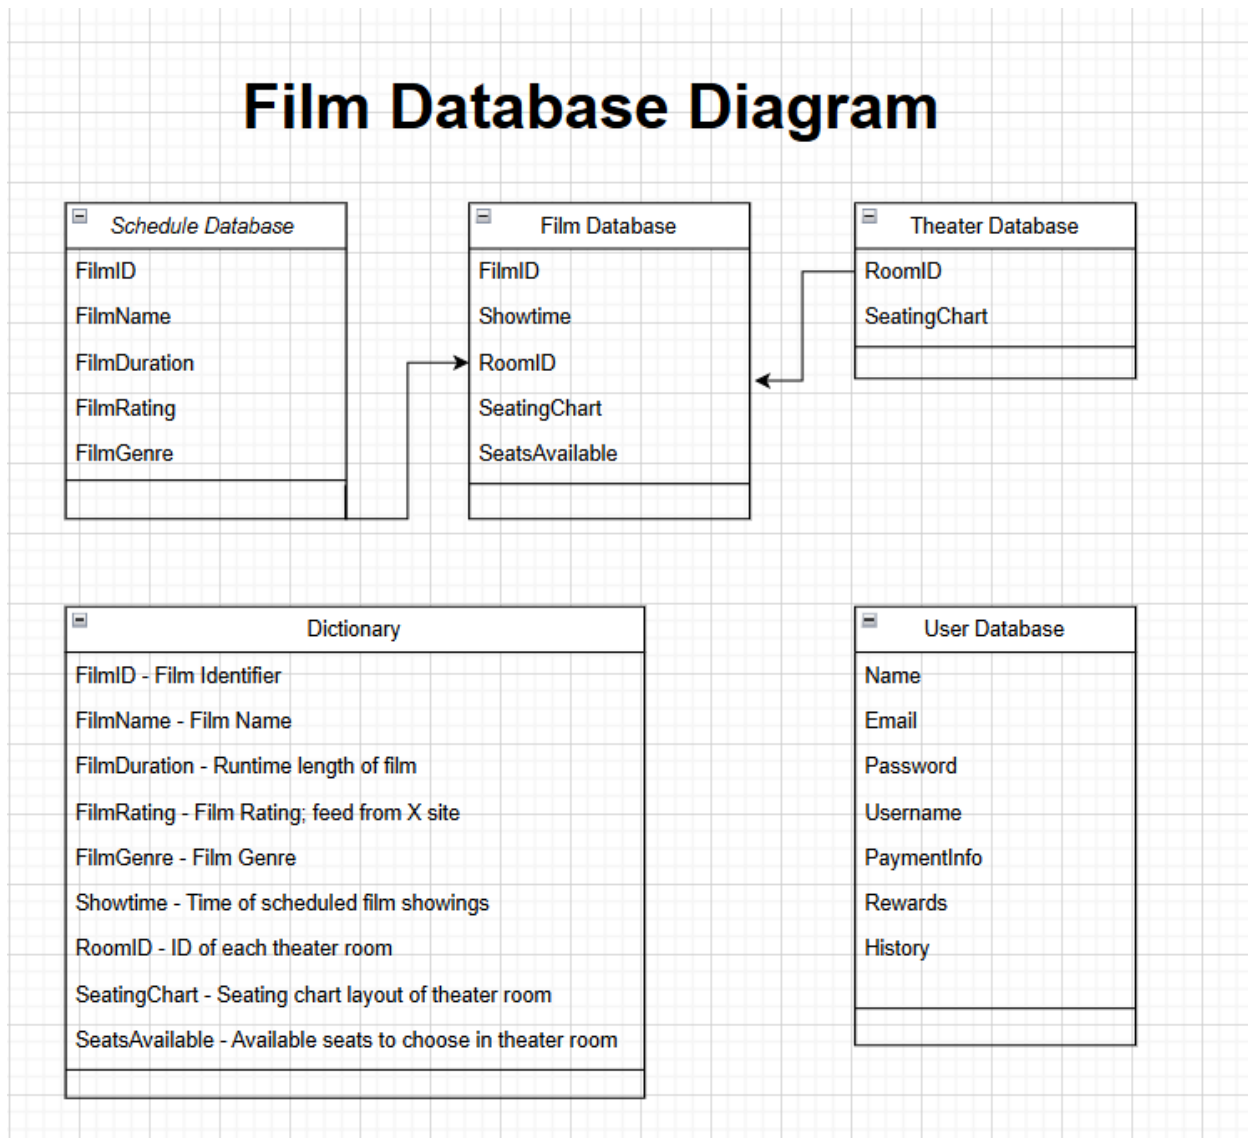 Film Database Diagram
Schedule Database
FilmID
FilmName
FilmDuration
FilmRating
FilmGenre
Film Database
FilmID
Showtime
RoomID
SeatingChart
SeatsAvailable
Theater Database
RoomID
SeatingChart
Dictionary
FilmID - Film Identifier
FilmName - Film Name
FilmDuration - Runtime length of film
FilmRating - Film Rating; feed from X site
FilmGenre - Film Genre
Showtime - Time of scheduled film showings
RoomID - ID of each theater room
SeatingChart - Seating chart layout of theater room
SeatsAvailable - Available seats to choose in theater room
User Database
Name
Email
Password
Username
PaymentInfo
Rewards
History